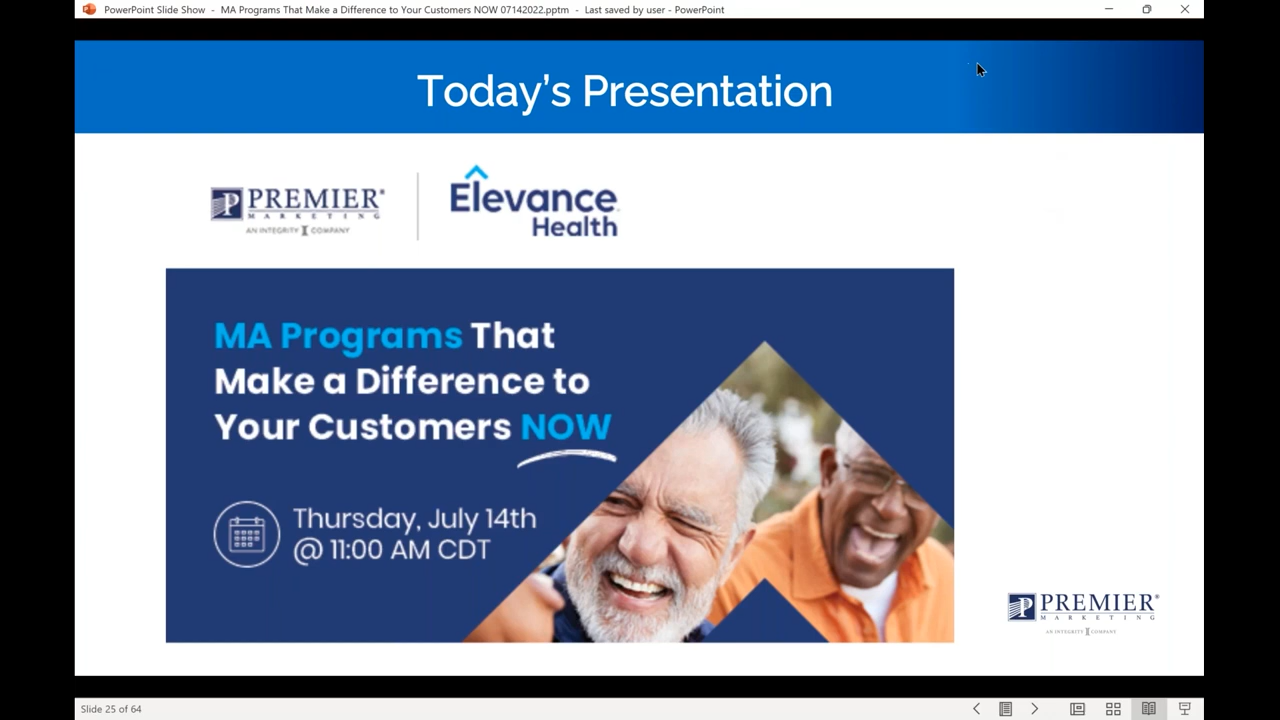 PowerPoint Slide Show - MA Programs That Make a Difference to Your Customers NOW 07142022.pptm - Last saved by user - PowerPoint
Today's Presentation
PREMIER®
MARKETING
AN INTEGRITY COMPANY
Elevance
Health
MA Programs That
Make a Difference to
Your Customers NOW
Thursday, July 14th
@ 11:00 AM CDT
PREMIER®
MARKETING
AN INTEGRITY COMPANY
Slide 25 of 64